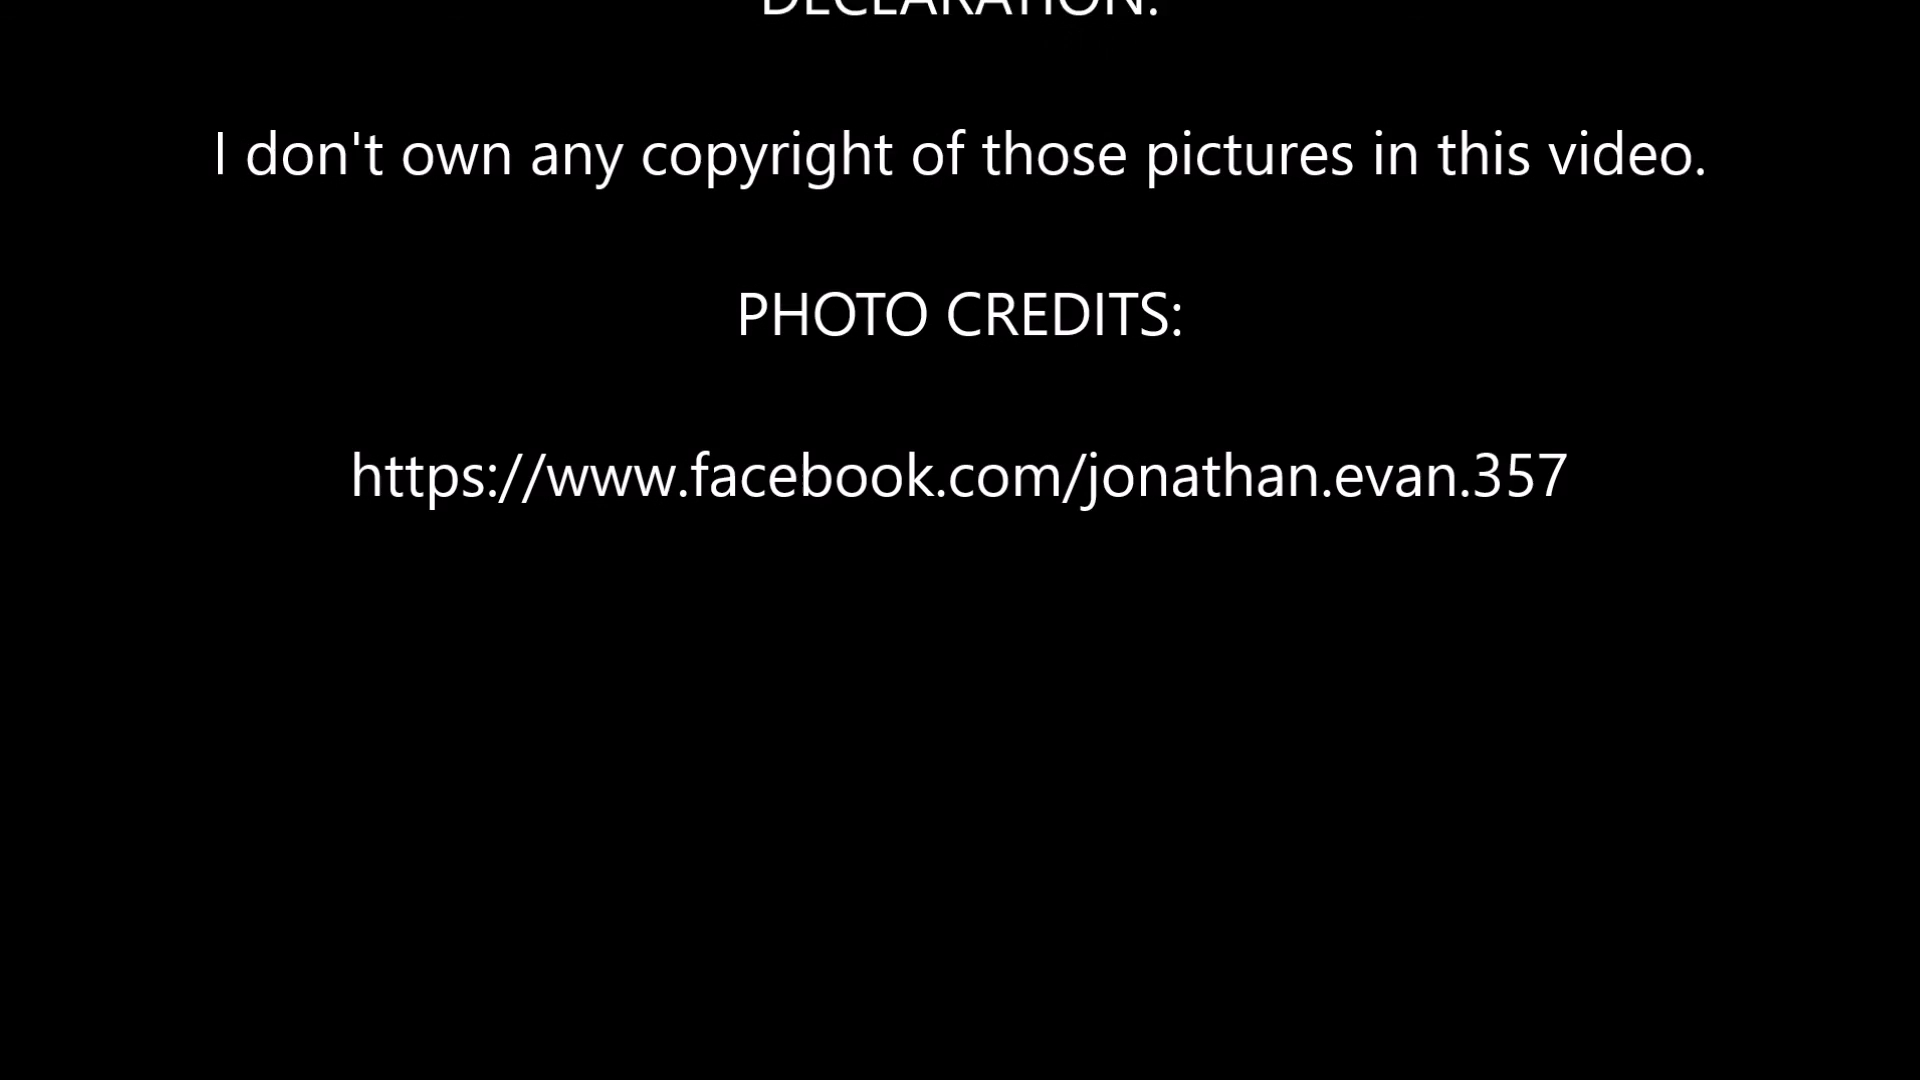 DECLARATION:
I don't own any copyright of those pictures in this video.
PHOTO CREDITS:
https://www.facebook.com/jonathan.evan.357